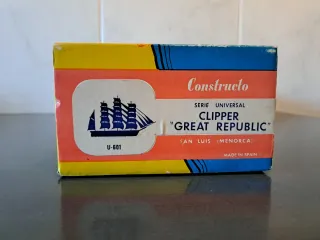 Constructo
SERIE UNIVERSAL
CLIPPER
"GREAT REPUBLIC"
SAN LUIS (MENORCA)
MADE IN SPAIN
U-601